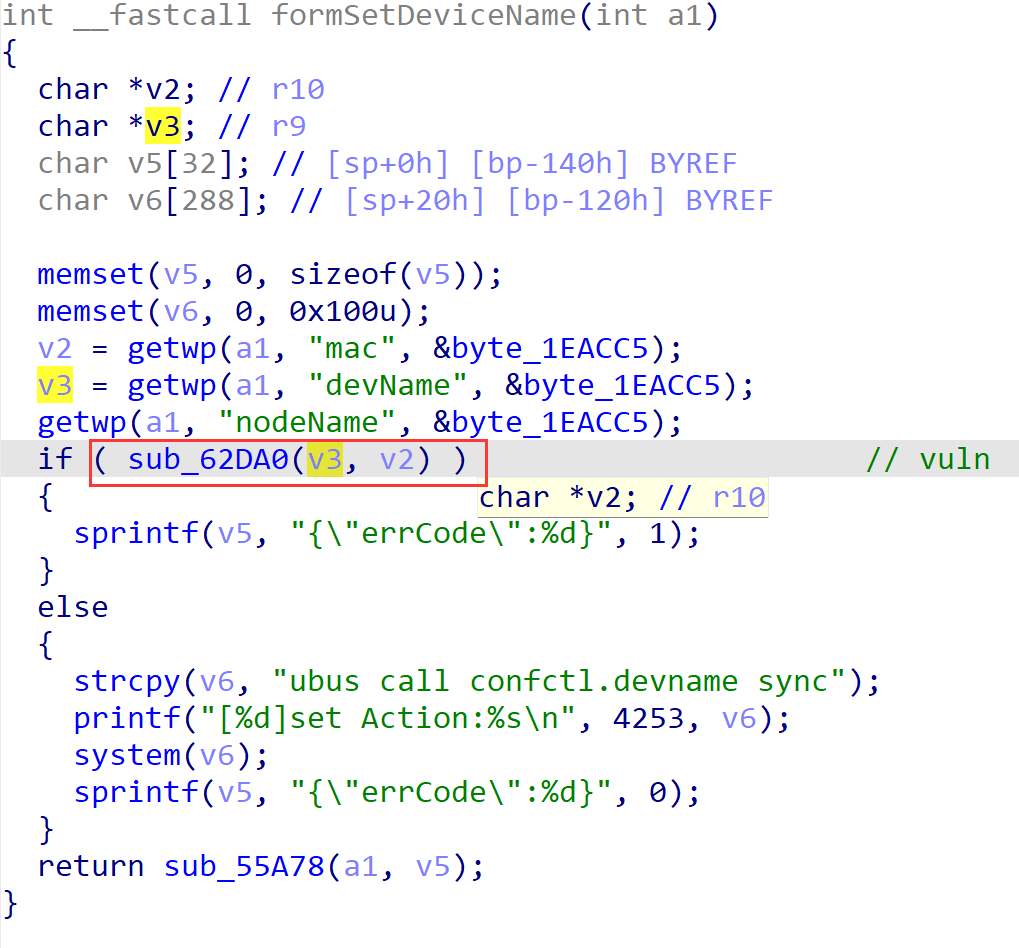 int __fastcall formSetDeviceName(int a1)
{
  char *v2; // r10
  char *v3; // r9
  char v5[32]; // [sp+0h] [bp-140h] BYREF
  char v6[288]; // [sp+20h] [bp-120h] BYREF

  memset(v5, 0, sizeof(v5));
  memset(v6, 0, 0x100u);
  v2 = getwp(a1, "mac", &byte_1EACC5);
  v3 = getwp(a1, "devName", &byte_1EACC5);
  getwp(a1, "nodeName", &byte_1EACC5);
  if ( sub_62DA0(v3, v2) ) // vuln
  {
char *v2; // r10
    sprintf(v5, "{\"errCode\":%d}", 1);
  }
  else
  {
    strcpy(v6, "ubus call confctl.devname sync");
    printf("[%d]set Action:%s\n", 4253, v6);
    system(v6);
    sprintf(v5, "{\"errCode\":%d}", 0);
  }
  return sub_55A78(a1, v5);
}